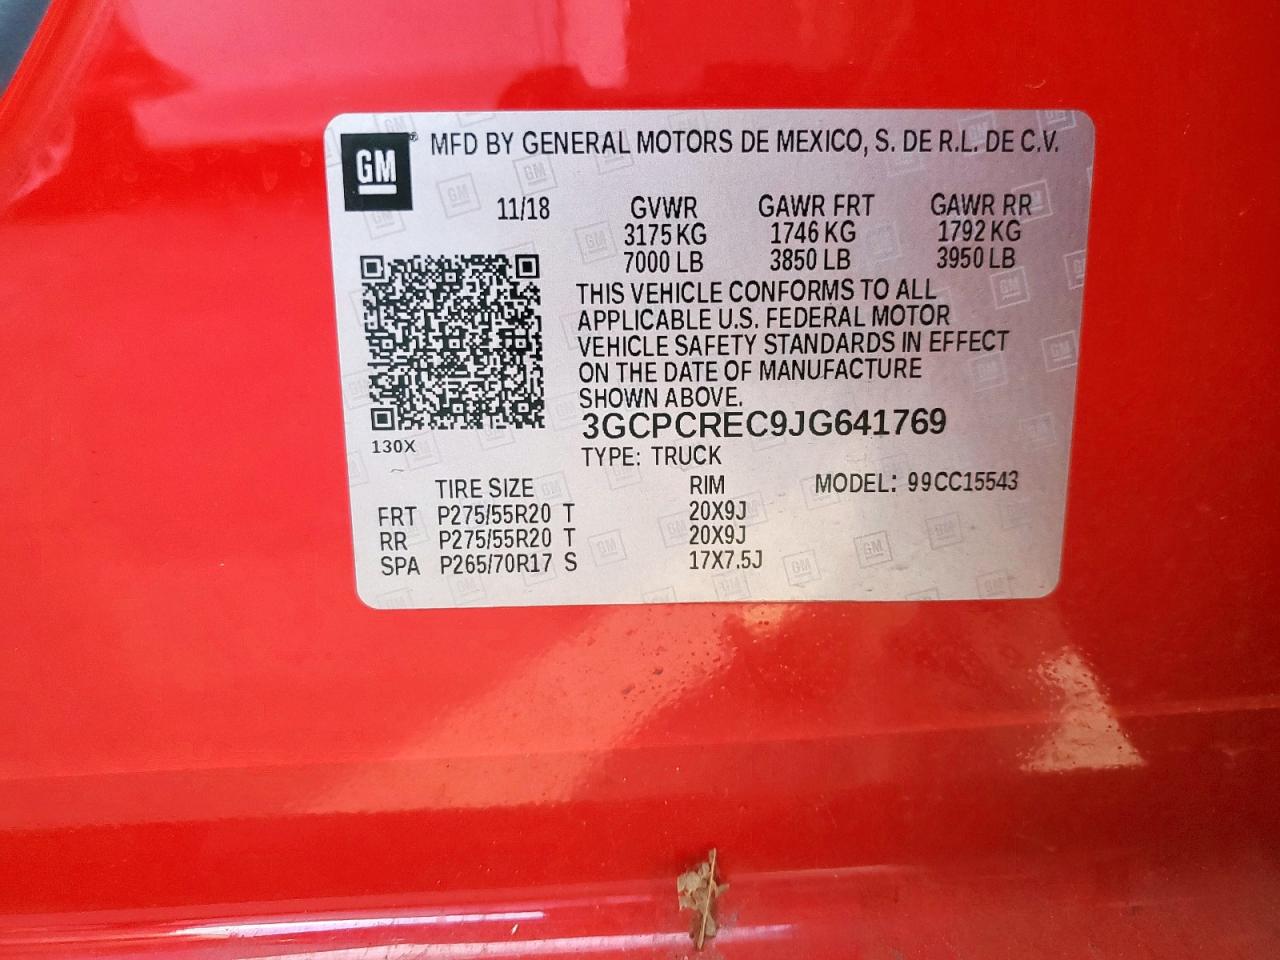 GM® MFD BY GENERAL MOTORS DE MEXICO, S. DE R.L. DE C.V.
11/18 GVWR GAWR FRT GAWR RR
3175 KG 1746 KG 1792 KG
7000 LB 3850 LB 3950 LB
THIS VEHICLE CONFORMS TO ALL
APPLICABLE U.S. FEDERAL MOTOR
VEHICLE SAFETY STANDARDS IN EFFECT
ON THE DATE OF MANUFACTURE
SHOWN ABOVE.
3GCPCREC9JG641769
130X
TYPE: TRUCK
TIRE SIZE RIM MODEL: 99CC15543
FRT P275/55R20 T 20X9J
RR P275/55R20 T 20X9J
SPA P265/70R17 S 17X7.5J